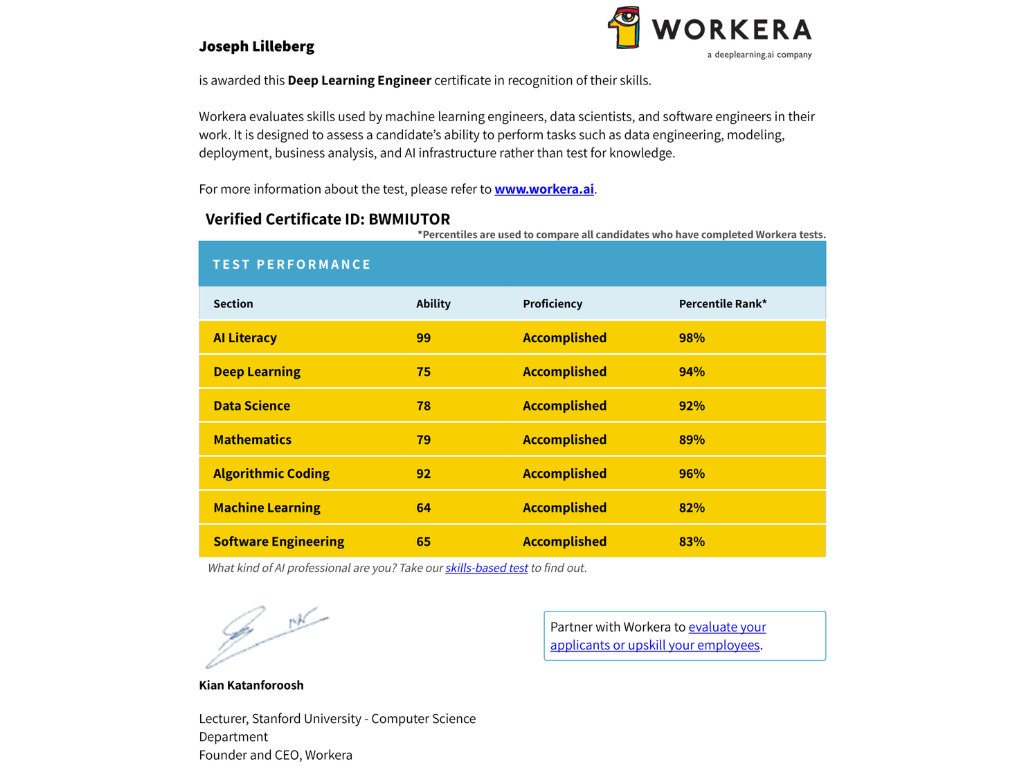 WORKERA
a deeplearning.ai company
Joseph Lilleberg
is awarded this Deep Learning Engineer certificate in recognition of their skills.
Workera evaluates skills used by machine learning engineers, data scientists, and software engineers in their
work. It is designed to assess a candidate's ability to perform tasks such as data engineering, modeling,
deployment, business analysis, and AI infrastructure rather than test for knowledge.
For more information about the test, please refer to www.workera.ai.
Verified Certificate ID: BWMIUTOR
*Percentiles are used to compare all candidates who have completed Workera tests.
TEST PERFORMANCE
Section Ability Proficiency Percentile Rank*
AI Literacy 99 Accomplished 98%
Deep Learning 75 Accomplished 94%
Data Science 78 Accomplished 92%
Mathematics 79 Accomplished 89%
Algorithmic Coding 92 Accomplished 96%
Machine Learning 64 Accomplished 82%
Software Engineering 65 Accomplished 83%
What kind of AI professional are you? Take our skills-based test to find out.
Partner with Workera to evaluate your
applicants or upskill your employees.
Kian Katanforoosh
Lecturer, Stanford University - Computer Science
Department
Founder and CEO, Workera